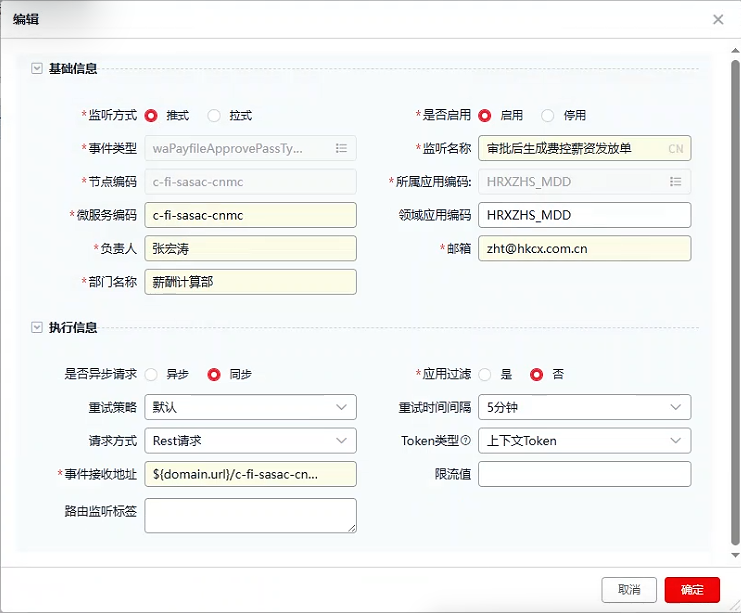 编辑
基础信息
*监听方式 推式 拉式 *是否启用 启用 停用
*事件类型 waPayfileApprovePassTy... *监听名称 审批后生成费控薪资发放单 CN
*节点编码 c-fi-sasac-cnmc *所属应用编码: HRXZHS_MDD
*微服务编码 c-fi-sasac-cnmc 领域应用编码 HRXZHS_MDD
*负责人 张宏涛 *邮箱 zht@hkcx.com.cn
*部门名称 薪酬计算部
执行信息
是否异步请求 异步 同步 *应用过滤 是 否
重试策略 默认 重试时间间隔 5分钟
请求方式 Rest请求 Token类型? 上下文Token
*事件接收地址 ${domain.url}/c-fi-sasac-cn... 限流值
路由监听标签
取消 确定